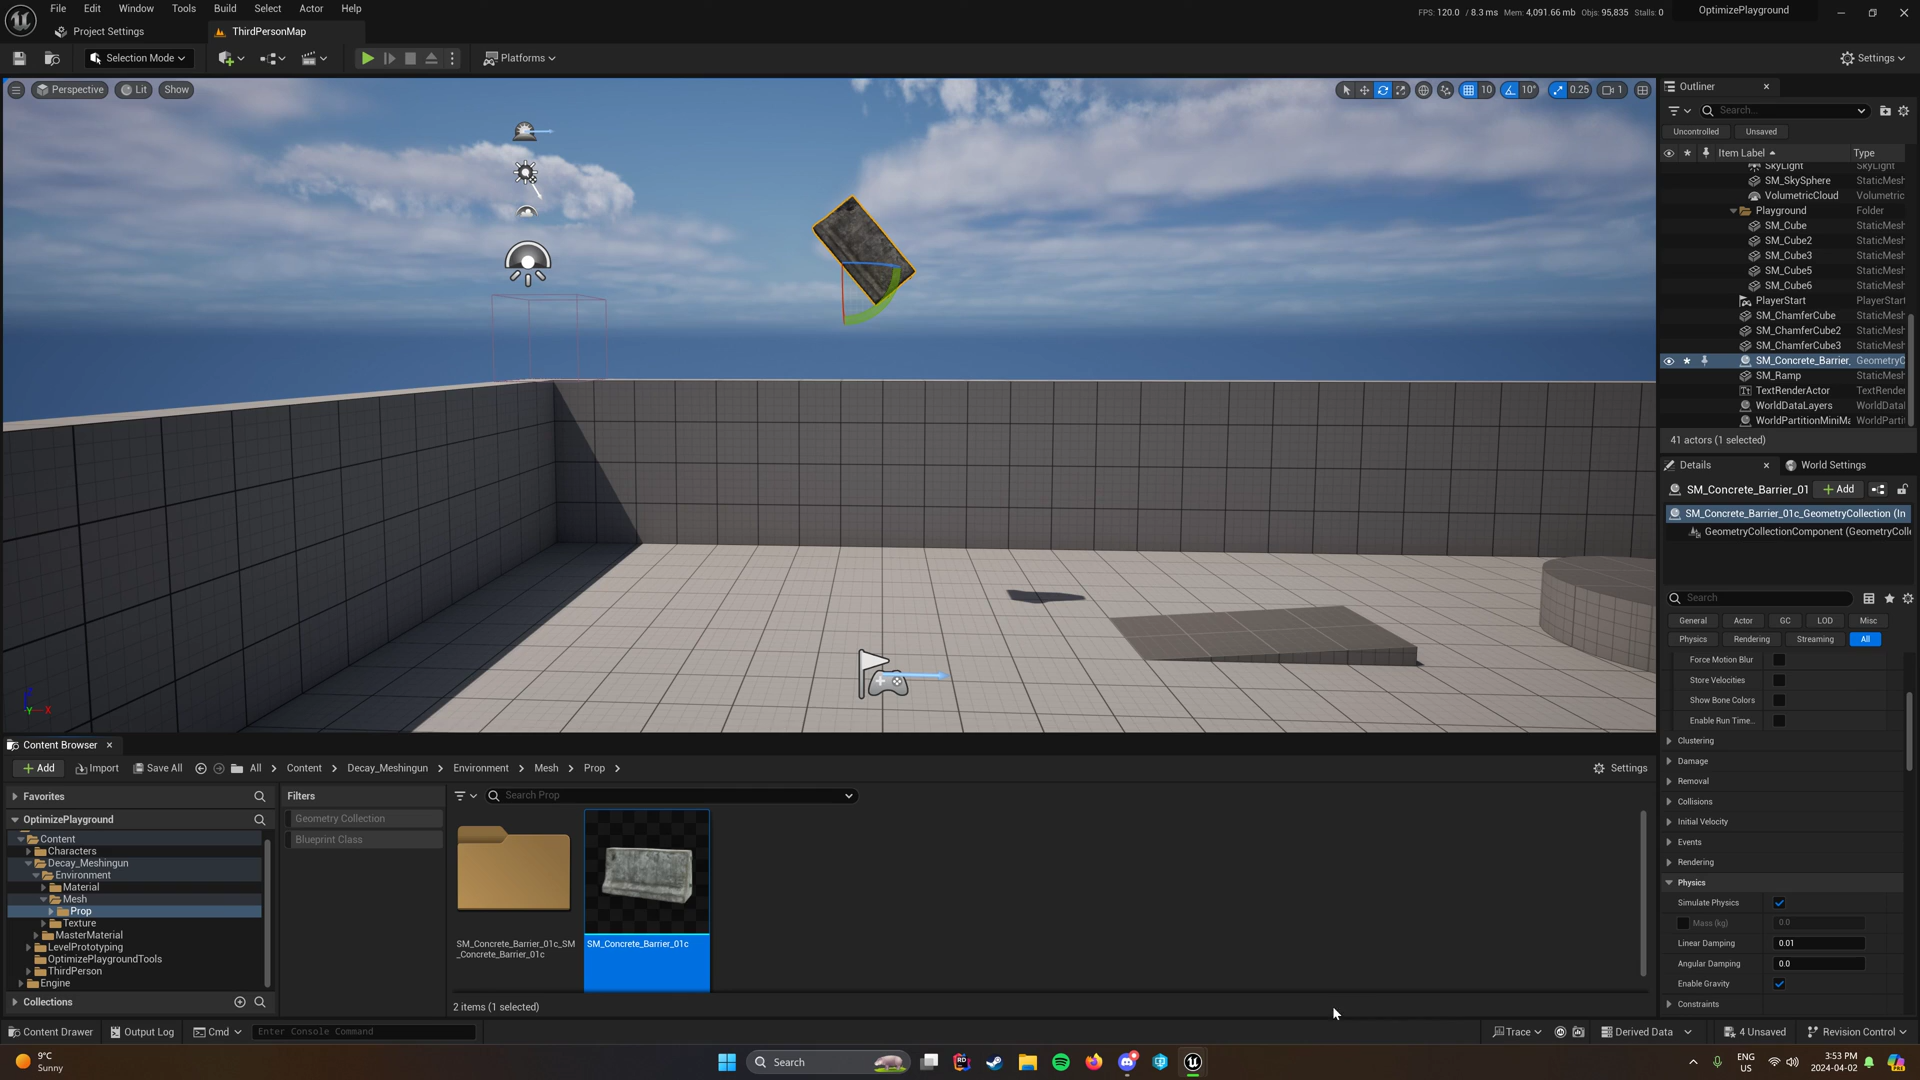 File Edit Window Tools Build Select Actor Help
FPS: 120.0 / 8.3 ms Mem: 4,091.66 mb Objs: 95,835 Stalls: 0
OptimizePlayground
Project Settings
ThirdPersonMap
Selection Mode
Platforms
Settings
Perspective
Lit
Show
10
10°
0.25
1
Outliner
Search...
Uncontrolled
Unsaved
Item Label
Type
SkyLight SkyLight
SM_SkySphere StaticMesh
VolumetricCloud Volumetric
Playground Folder
SM_Cube StaticMesh
SM_Cube2 StaticMesh
SM_Cube3 StaticMesh
SM_Cube5 StaticMesh
SM_Cube6 StaticMesh
PlayerStart PlayerStart
SM_ChamferCube StaticMesh
SM_ChamferCube2 StaticMesh
SM_ChamferCube3 StaticMesh
SM_Concrete_Barrier_ GeometryC
SM_Ramp StaticMesh
TextRenderActor TextRender
WorldDataLayers WorldData
WorldPartitionMiniMa WorldParti
41 actors (1 selected)
Details
World Settings
SM_Concrete_Barrier_01
Add
SM_Concrete_Barrier_01c_GeometryCollection (In
GeometryCollectionComponent (GeometryColle
Search
General Actor GC LOD Misc
Physics Rendering Streaming All
Force Motion Blur
Store Velocities
Show Bone Colors
Enable Run Time..
Clustering
Damage
Removal
Collisions
Initial Velocity
Events
Rendering
Physics
Simulate Physics
Mass (kg) 0.0
Linear Damping 0.01
Angular Damping 0.0
Enable Gravity
Constraints
Content Browser
Add
Import
Save All
All Content Decay_Meshingun Environment Mesh Prop
Settings
Favorites
OptimizePlayground
Content
Characters
Decay_Meshingun
Environment
Material
Mesh
Prop
Texture
MasterMaterial
LevelPrototyping
OptimizePlaygroundTools
ThirdPerson
Engine
Collections
Filters
Geometry Collection
Blueprint Class
Search Prop
SM_Concrete_Barrier_01c_SM
_Concrete_Barrier_01c
SM_Concrete_Barrier_01c
2 items (1 selected)
Content Drawer
Output Log
Cmd
Enter Console Command
Trace
Derived Data
4 Unsaved
Revision Control
9°C
Sunny
Search
ENG
US
3:53 PM
2024-04-02